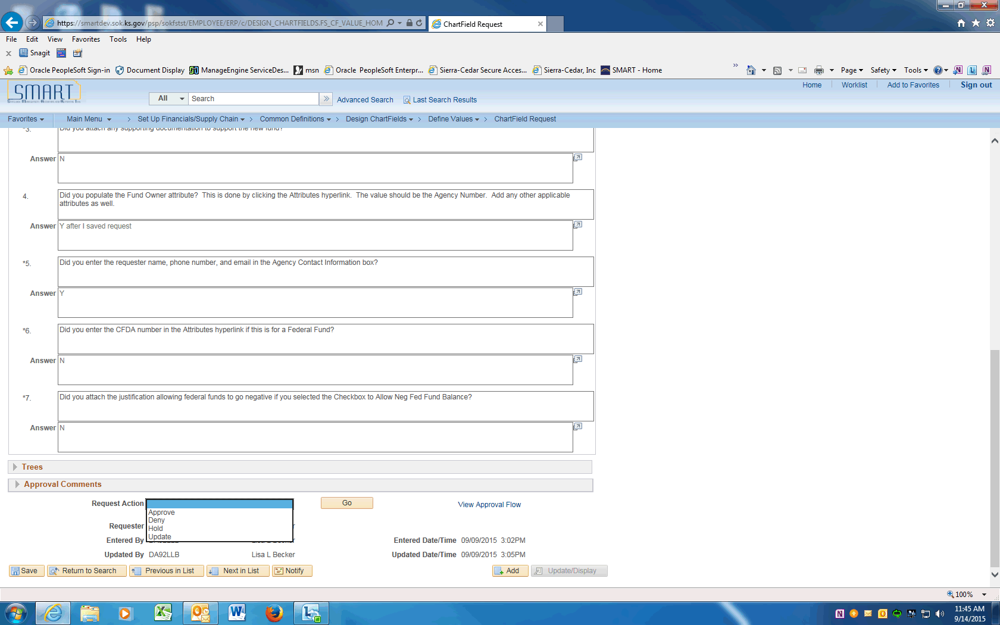 https://smartdev.sok.ks.gov/psp/sokfstst/EMPLOYEE/ERP/c/DESIGN_CHARTFIELDS.FS_CF_VALUE_HOM
ChartField Request
File Edit View Favorites Tools Help
Snagit
Oracle PeopleSoft Sign-in Document Display ManageEngine ServiceDes... msn Oracle PeopleSoft Enterpr... Sierra-Cedar Secure Acces... Sierra-Cedar, Inc SMART - Home Page Safety Tools
SMART
Home Worklist Add to Favorites Sign out
All Search Advanced Search Last Search Results
Favorites Main Menu > Set Up Financials/Supply Chain > Common Definitions > Design ChartFields > Define Values > ChartField Request
*3. Did you attach any supporting documentation to support the new fund?
Answer N
4. Did you populate the Fund Owner attribute? This is done by clicking the Attributes hyperlink. The value should be the Agency Number. Add any other applicable
attributes as well.
Answer Y after I saved request
*5. Did you enter the requester name, phone number, and email in the Agency Contact Information box?
Answer Y
*6. Did you enter the CFDA number in the Attributes hyperlink if this is for a Federal Fund?
Answer N
*7. Did you attach the justification allowing federal funds to go negative if you selected the Checkbox to Allow Neg Fed Fund Balance?
Answer N
Trees
Approval Comments
Request Action Go View Approval Flow
Approve
Deny
Hold
Update
Requester
Entered By Entered Date/Time 09/09/2015 3:02PM
Updated By DA92LLB Lisa L Becker Updated Date/Time 09/09/2015 3:05PM
Save Return to Search Previous in List Next in List Notify Add Update/Display
100%
11:45 AM
9/14/2015